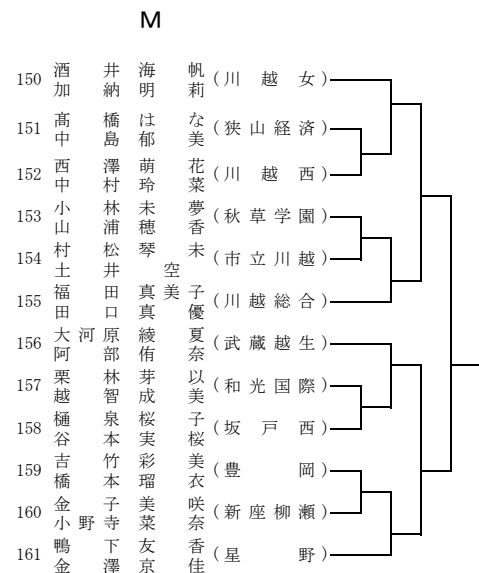 M
150 酒井海帆 (川越女)
加納明莉
151 髙橋はな (狭山経済)
中島郁美
152 西澤萌花 (川越西)
中村玲菜
153 小林未夢 (秋草学園)
山浦穂香
154 村松琴未 (市立川越)
土井空
155 福田真美子 (川越総合)
田口真優
156 大河原綾夏 (武蔵越生)
阿部侑奈
157 栗林芽以 (和光国際)
越智成美
158 樋泉桜子 (坂戸西)
谷本実桜
159 吉竹彩美 (豊岡)
橋本瑠衣
160 金子美咲 (新座柳瀬)
小野寺菜奈
161 鴨下友香 (星野)
金澤京佳